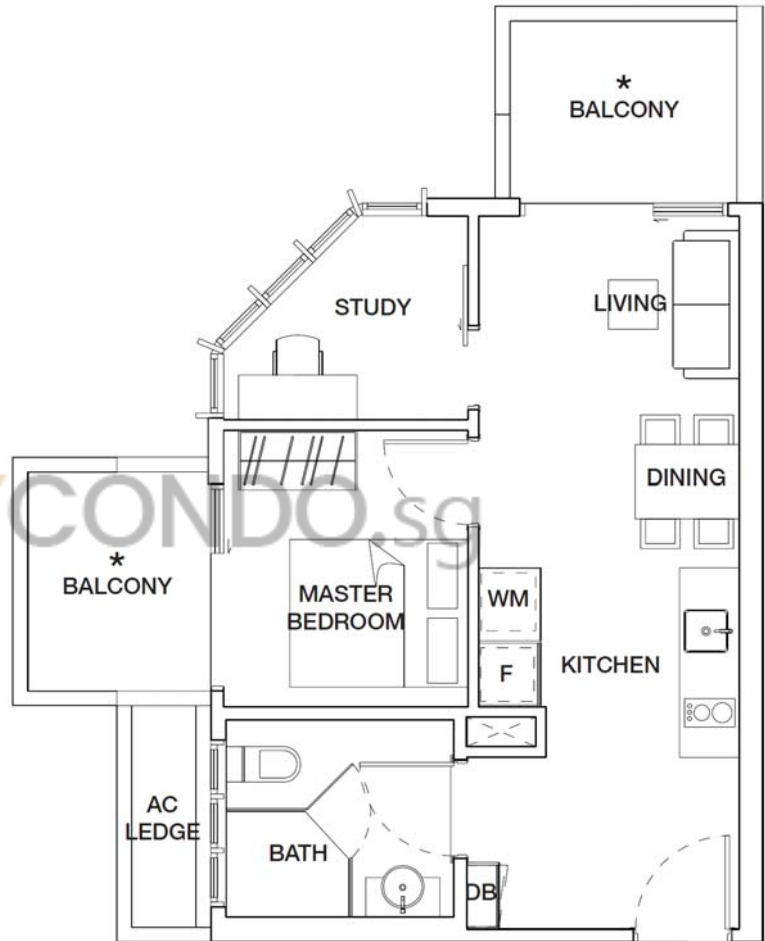 *
BALCONY
STUDY
LIVING
DINING
CONDO.sg
*
BALCONY
MASTER
BEDROOM
WM
F
KITCHEN
AC
LEDGE
BATH
DB